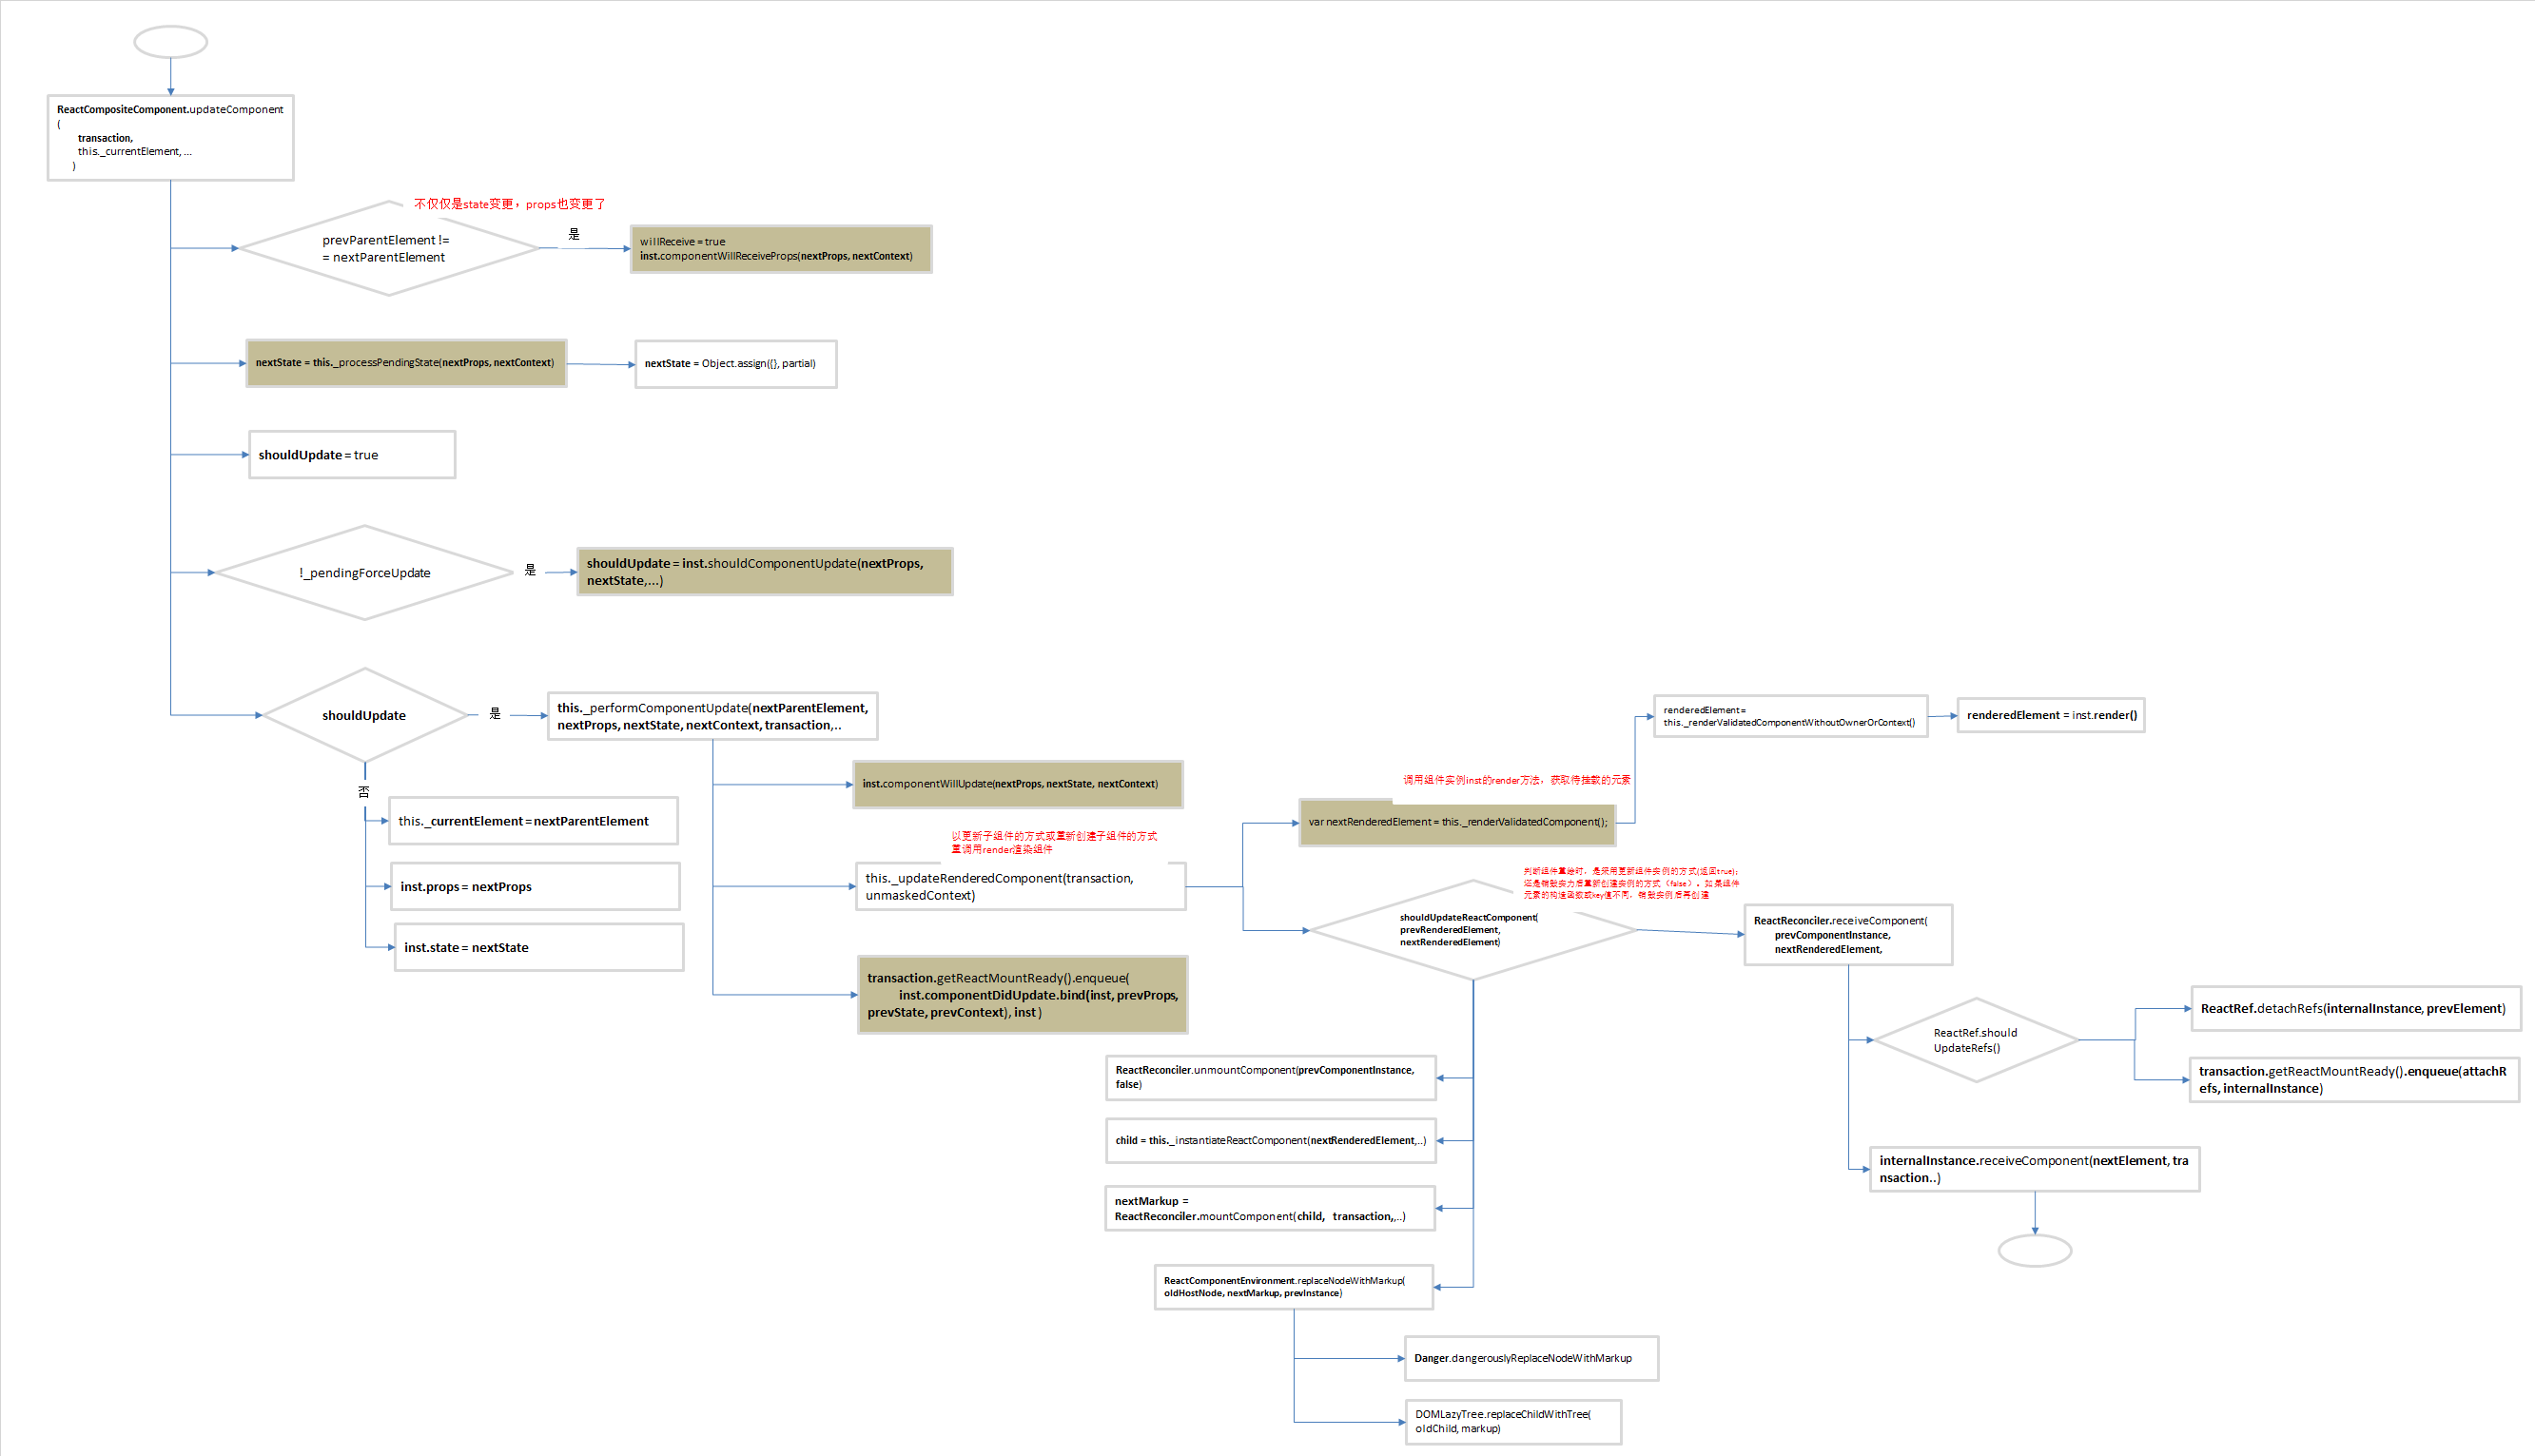 ReactCompositeComponent.updateComponent
(
transaction,
this._currentElement, ...
)
不仅仅是state变更，props也变更了
prevParentElement !=
= nextParentElement
是
willReceive = true
inst.componentWillReceiveProps(nextProps, nextContext)
nextState = this._processPendingState(nextProps, nextContext)
nextState = Object.assign({}, partial)
shouldUpdate = true
!_pendingForceUpdate
是
shouldUpdate = inst.shouldComponentUpdate(nextProps,
nextState,...)
shouldUpdate
是
this._performComponentUpdate(nextParentElement,
nextProps, nextState, nextContext, transaction,..
否
this._currentElement = nextParentElement
inst.props = nextProps
inst.state = nextState
inst.componentWillUpdate(nextProps, nextState, nextContext)
以更新子组件的方式或重新创建子组件的方式
重调用render渲染组件
this._updateRenderedComponent(transaction,
unmaskedContext)
transaction.getReactMountReady().enqueue(
inst.componentDidUpdate.bind(inst, prevProps,
prevState, prevContext), inst )
调用组件实例inst的render方法，获取待挂载的元素
var nextRenderedElement = this._renderValidatedComponent();
renderedElement =
this._renderValidatedComponentWithoutOwnerOrContext()
renderedElement = inst.render()
判断组件重绘时，是采用更新组件实例的方式(返回true);
还是销毁实力后重新创建实例的方式（false）。如果组件
元素的构造函数或key值不同，销毁实例后再创建
shouldUpdateReactComponent(
prevRenderedElement,
nextRenderedElement)
ReactReconciler.receiveComponent(
prevComponentInstance,
nextRenderedElement,
ReactRef.should
UpdateRefs()
ReactRef.detachRefs(internalInstance, prevElement)
transaction.getReactMountReady().enqueue(attachR
efs, internalInstance)
internalInstance.receiveComponent(nextElement, tra
nsaction..)
ReactReconciler.unmountComponent(prevComponentInstance,
false)
child = this._instantiateReactComponent(nextRenderedElement,..)
nextMarkup =
ReactReconciler.mountComponent(child, transaction,,..)
ReactComponentEnvironment.replaceNodeWithMarkup(
oldHostNode, nextMarkup, prevInstance)
Danger.dangerouslyReplaceNodeWithMarkup
DOMLazyTree.replaceChildWithTree(
oldChild, markup)